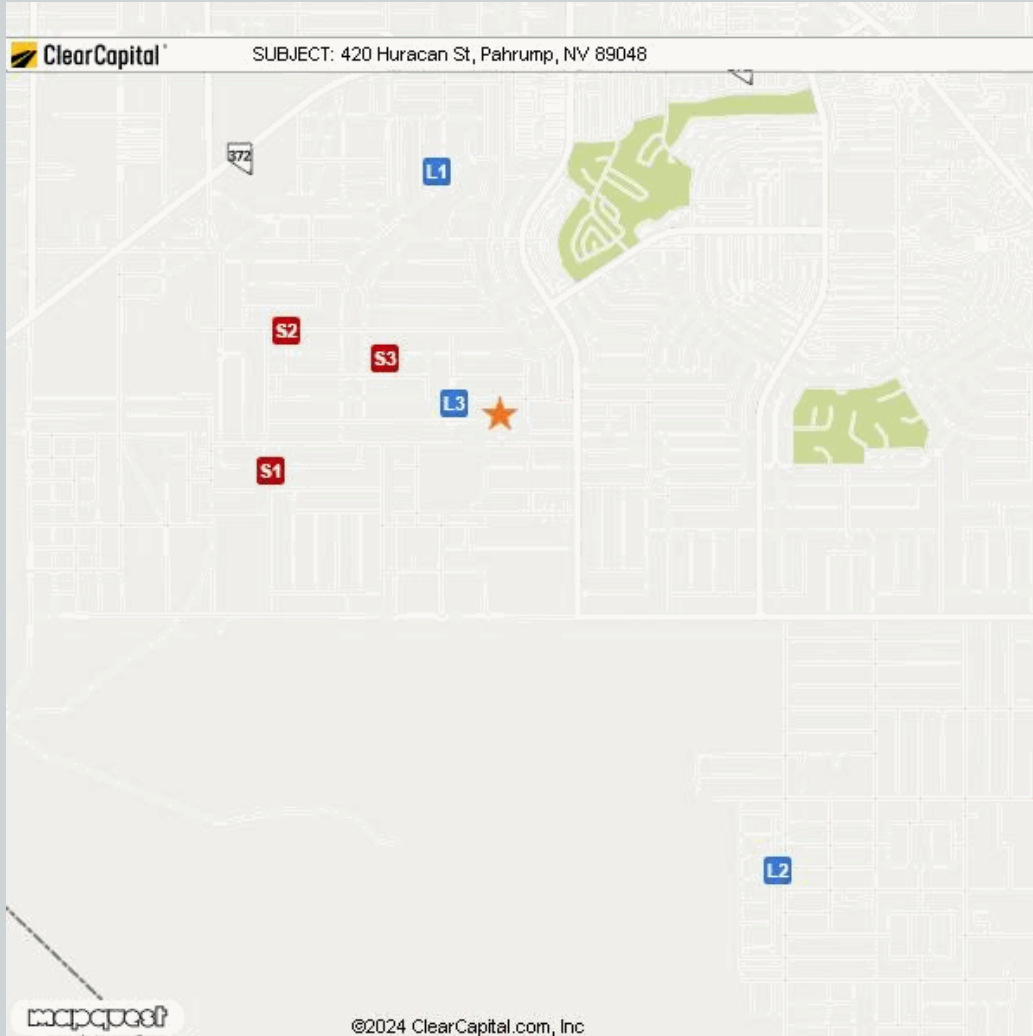 ClearCapital SUBJECT: 420 Huracan St, Pahrump, NV 89048
372
L1
S2
S3
L3
S1
L2
mapquest
©2024 ClearCapital.com, Inc